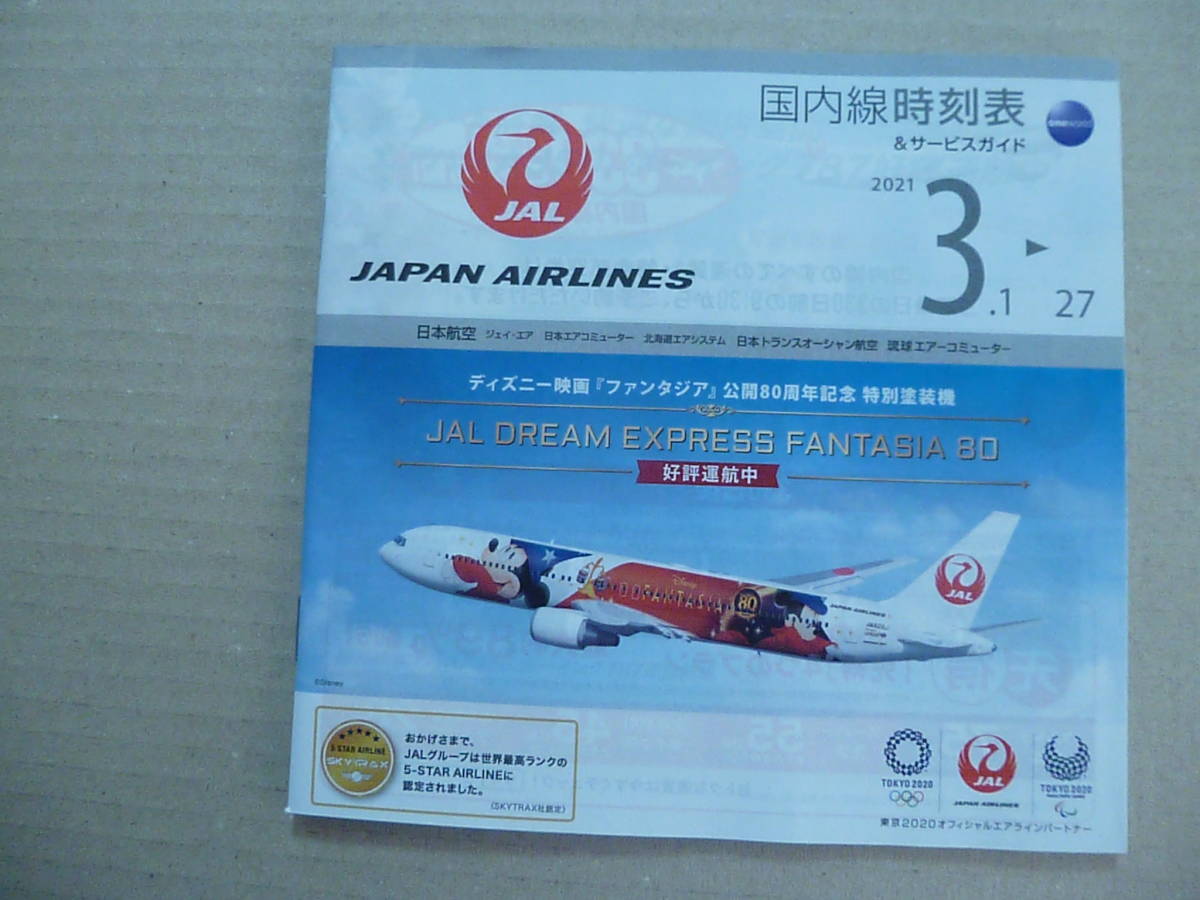 国内線時刻表
&サービスガイド
oneworld
2021
3.1 ▶ 27
JAL
JAPAN AIRLINES
日本航空 ジェイ・エア 日本エアコミューター 北海道エアシステム 日本トランスオーシャン航空 琉球エアーコミューター
ディズニー映画『ファンタジア』公開80周年記念 特別塗装機
JAL DREAM EXPRESS FANTASIA 80
好評運航中
Disney
FANTASIA
80
JAPAN AIRLINES
JAL
©Disney
5-STAR AIRLINE
SKYTRAX
おかげさまで、
JALグループは世界最高ランクの
5-STAR AIRLINEに
認定されました。
(SKYTRAX社認定)
TOKYO 2020
JAL
JAPAN AIRLINES
TOKYO 2020
東京2020オフィシャルエアラインパートナー